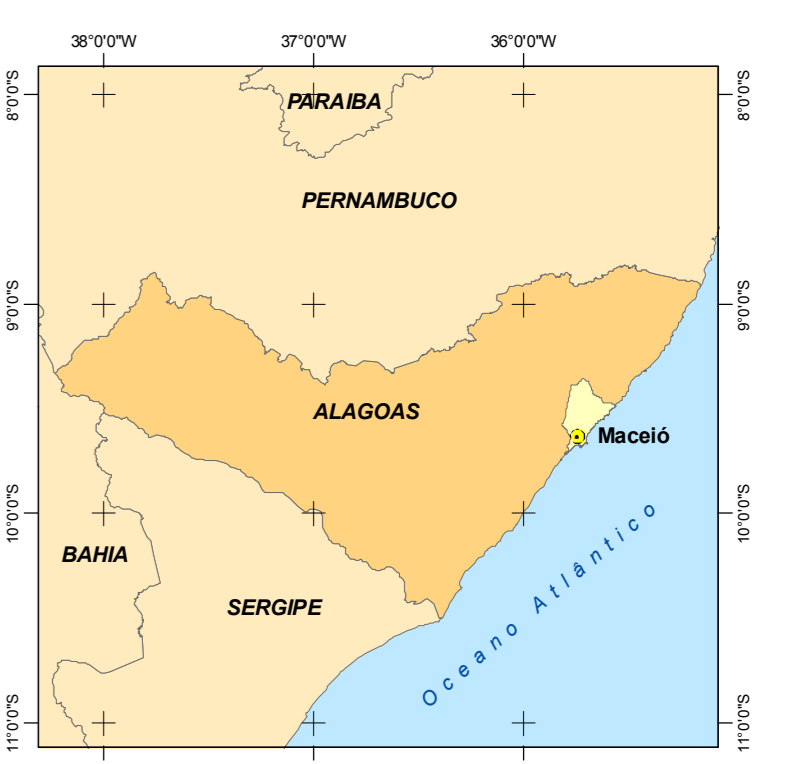 38°0'0"W 37°0'0"W 36°0'0"W
8°0'0"S 8°0'0"S
PARAIBA
PERNAMBUCO
9°0'0"S 9°0'0"S
ALAGOAS
Maceió
10°0'0"S 10°0'0"S
Oceano Atlântico
BAHIA
SERGIPE
11°0'0"S 11°0'0"S